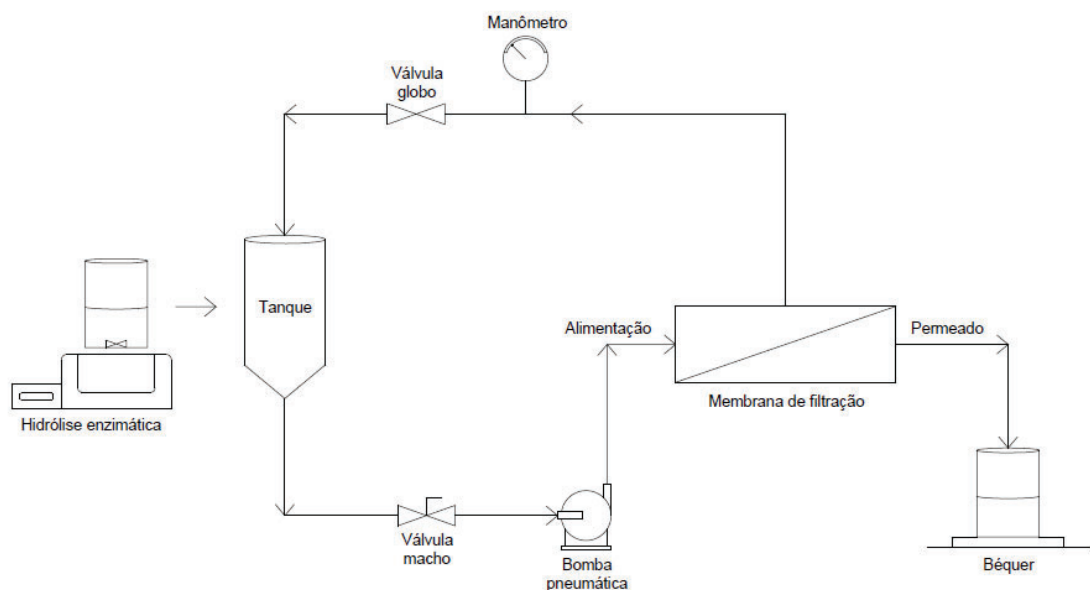 Manômetro
Válvula
globo
Tanque
Alimentação
Permeado
Membrana de filtração
Hidrólise enzimática
Válvula
macho
Bomba
pneumática
Béquer